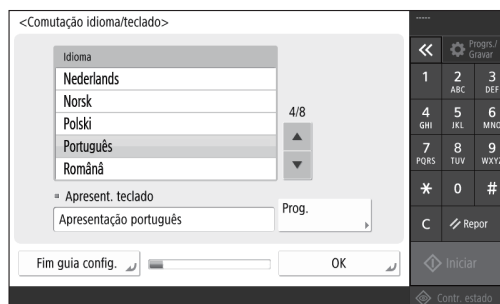 <Comutação idioma/teclado>
Idioma
Nederlands
Norsk
Polski
Português
Română
4/8
Apresent. teclado
Apresentação português
Prog.
Fim guia config.
OK
-----
Progrs./
Gravar
1
2 ABC
3 DEF
4 GHI
5 JKL
6 MNO
7 PQRS
8 TUV
9 WXYZ
* 0 #
C
Repor
Iniciar
Contr. estado